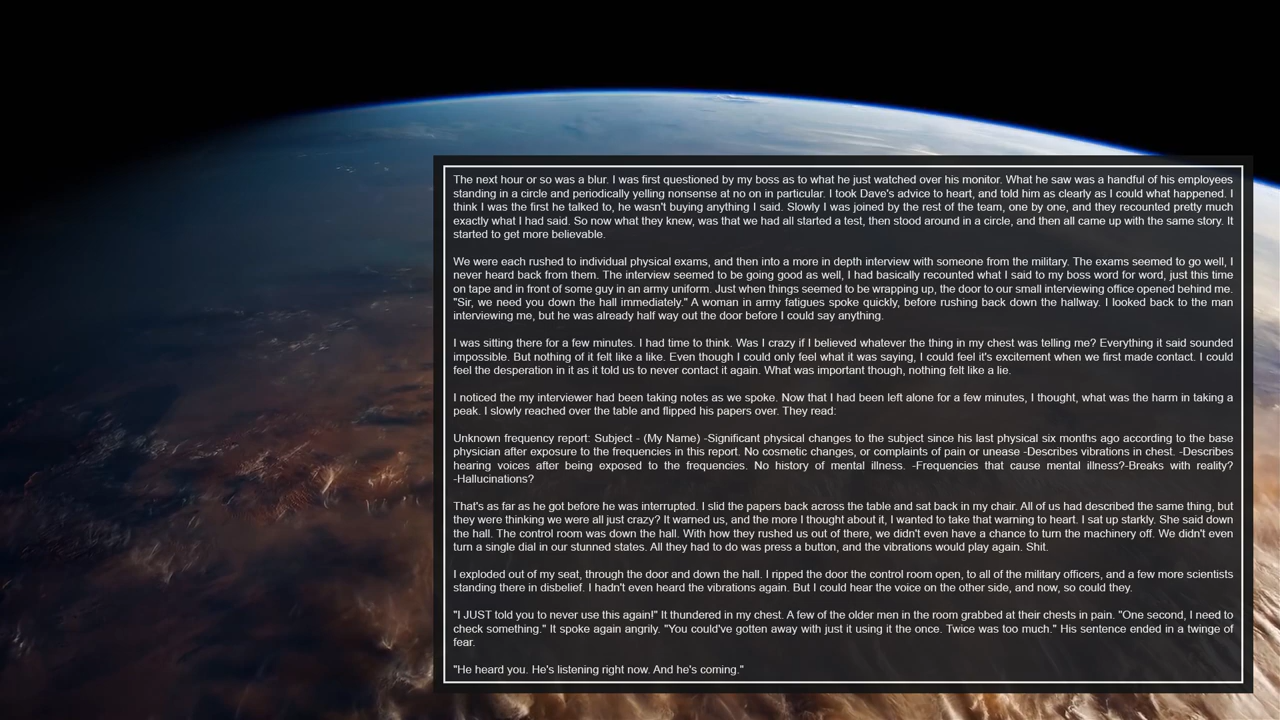 The next hour or so was a blur. I was first questioned by my boss as to what he just watched over his monitor. What he saw was a handful of his employees
standing in a circle and periodically yelling nonsense at no on in particular. I took Dave's advice to heart, and told him as clearly as I could what happened. I
think I was the first he talked to, he wasn't buying anything I said. Slowly I was joined by the rest of the team, one by one, and they recounted pretty much
exactly what I had said. So now what they knew, was that we had all started a test, then stood around in a circle, and then all came up with the same story. It
started to get more believable.
We were each rushed to individual physical exams, and then into a more in depth interview with someone from the military. The exams seemed to go well, I
never heard back from them. The interview seemed to be going good as well, I had basically recounted what I said to my boss word for word, just this time
on tape and in front of some guy in an army uniform. Just when things seemed to be wrapping up, the door to our small interviewing office opened behind me.
"Sir, we need you down the hall immediately." A woman in army fatigues spoke quickly, before rushing back down the hallway. I looked back to the man
interviewing me, but he was already half way out the door before I could say anything.
I was sitting there for a few minutes. I had time to think. Was I crazy if I believed whatever the thing in my chest was telling me? Everything it said sounded
impossible. But nothing of it felt like a like. Even though I could only feel what it was saying, I could feel it's excitement when we first made contact. I could
feel the desperation in it as it told us to never contact it again. What was important though, nothing felt like a lie.
I noticed the my interviewer had been taking notes as we spoke. Now that I had been left alone for a few minutes, I thought, what was the harm in taking a
peak. I slowly reached over the table and flipped his papers over. They read:
Unknown frequency report: Subject - (My Name) -Significant physical changes to the subject since his last physical six months ago according to the base
physician after exposure to the frequencies in this report. No cosmetic changes, or complaints of pain or unease -Describes vibrations in chest. -Describes
hearing voices after being exposed to the frequencies. No history of mental illness. -Frequencies that cause mental illness?-Breaks with reality?
-Hallucinations?
That's as far as he got before he was interrupted. I slid the papers back across the table and sat back in my chair. All of us had described the same thing, but
they were thinking we were all just crazy? It warned us, and the more I thought about it, I wanted to take that warning to heart. I sat up starkly. She said down
the hall. The control room was down the hall. With how they rushed us out of there, we didn't even have a chance to turn the machinery off. We didn't even
turn a single dial in our stunned states. All they had to do was press a button, and the vibrations would play again. Shit.
I exploded out of my seat, through the door and down the hall. I ripped the door the control room open, to all of the military officers, and a few more scientists
standing there in disbelief. I hadn't even heard the vibrations again. But I could hear the voice on the other side, and now, so could they.
"I JUST told you to never use this again!" It thundered in my chest. A few of the older men in the room grabbed at their chests in pain. "One second, I need to
check something." It spoke again angrily. "You could've gotten away with just it using it the once. Twice was too much." His sentence ended in a twinge of
fear.
"He heard you. He's listening right now. And he's coming."